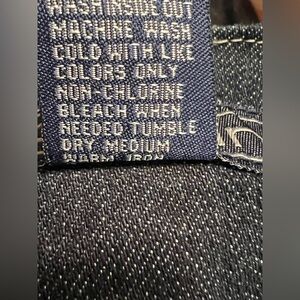 WASH INSIDE OUT
MACHINE WASH
COLD WITH LIKE
COLORS ONLY
NON-CHLORINE
BLEACH WHEN
NEEDED TUMBLE
DRY MEDIUM
WARM IRON